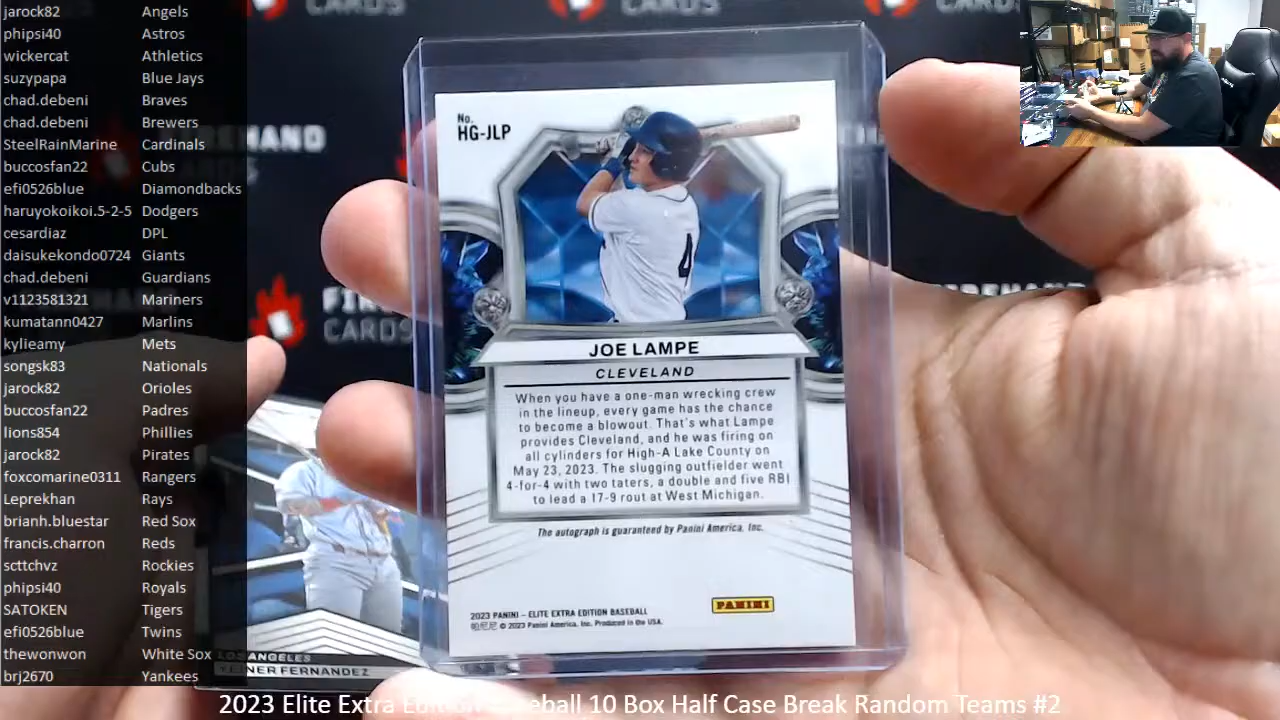 jarock82 Angels
phipsi40 Astros
wickercat Athletics
suzypapa Blue Jays
chad.debeni Braves
chad.debeni Brewers
SteelRainMarine Cardinals
buccosfan22 Cubs
efi0526blue Diamondbacks
haruyokoikoi.5-2-5 Dodgers
cesardiaz DPL
daisukekondo0724 Giants
chad.debeni Guardians
v1123581321 Mariners
kumatann0427 Marlins
kylieamy Mets
songsk83 Nationals
jarock82 Orioles
buccosfan22 Padres
lions854 Phillies
jarock82 Pirates
foxcomarine0311 Rangers
Leprekhan Rays
brianh.bluestar Red Sox
francis.charron Reds
scttchvz Rockies
phipsi40 Royals
SATOKEN Tigers
efi0526blue Twins
thewonwon White Sox
brj2670 Yankees
CARDS
No.
HG-JLP
4
JOE LAMPE
CLEVELAND
When you have a one-man wrecking crew
in the lineup, every game has the chance
to become a blowout. That's what Lampe
provides Cleveland, and he was firing on
all cylinders for High-A Lake County on
May 23, 2023. The slugging outfielder went
4-for-4 with two taters, a double and five RBI
to lead a 17-9 rout at West Michigan.
The autograph is guaranteed by Panini America, Inc.
PANINI
2023 PANINI – ELITE EXTRA EDITION BASEBALL
© 2023 Panini America, Inc. Produced in the USA.
CARDS
LOS ANGELES
YEINER FERNANDEZ
2023 Elite Extra Edition Baseball 10 Box Half Case Break Random Teams #2